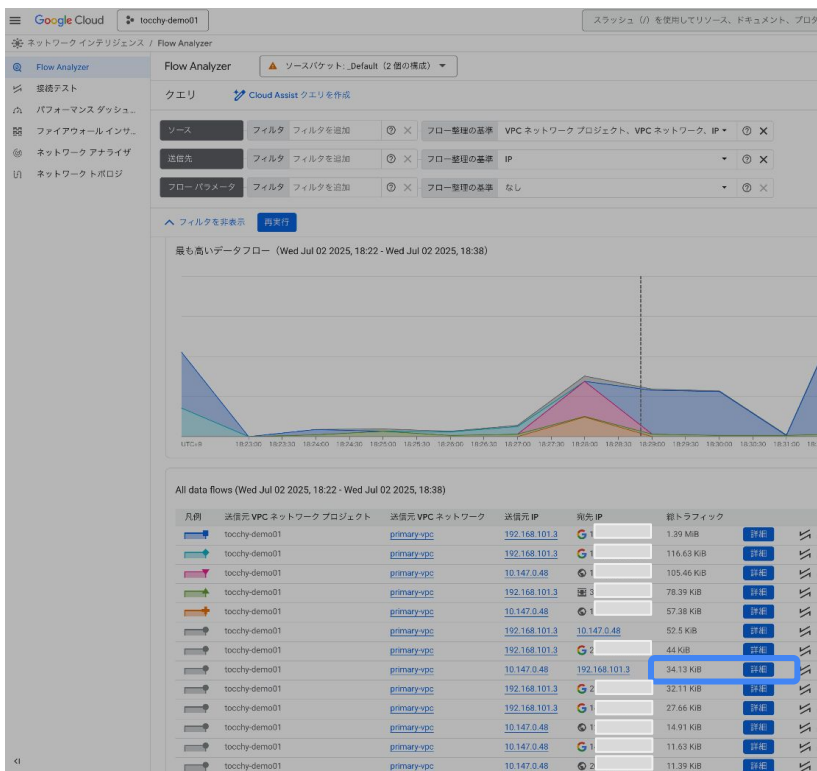 Google Cloud
tocchy-demo01
スラッシュ（/）を使用してリソース、ドキュメント、プロダ
ネットワーク インテリジェンス / Flow Analyzer
Flow Analyzer
接続テスト
パフォーマンス ダッシュ...
ファイアウォール インサ...
ネットワーク アナライザ
ネットワーク トポロジ
Flow Analyzer
ソースバケット: _Default（2 個の構成）
クエリ
Cloud Assist クエリを作成
ソース フィルタ フィルタを追加 フロー整理の基準 VPC ネットワーク プロジェクト、VPC ネットワーク、IP
送信先 フィルタ フィルタを追加 フロー整理の基準 IP
フロー パラメータ フィルタ フィルタを追加 フロー整理の基準 なし
フィルタを非表示 再実行
最も高いデータフロー（Wed Jul 02 2025, 18:22 - Wed Jul 02 2025, 18:38）
UTC+9 18:23:00 18:23:30 18:24:00 18:24:30 18:25:00 18:25:30 18:26:00 18:26:30 18:27:00 18:27:30 18:28:00 18:28:30 18:29:00 18:29:30 18:30:00 18:30:30 18:31:00
All data flows (Wed Jul 02 2025, 18:22 - Wed Jul 02 2025, 18:38)
凡例 送信元 VPC ネットワーク プロジェクト 送信元 VPC ネットワーク 送信元 IP 宛先 IP 総トラフィック
tocchy-demo01 primary-vpc 192.168.101.3 1 1.39 MiB 詳細
tocchy-demo01 primary-vpc 192.168.101.3 1 116.63 KiB 詳細
tocchy-demo01 primary-vpc 10.147.0.48 1 105.46 KiB 詳細
tocchy-demo01 primary-vpc 192.168.101.3 3 78.39 KiB 詳細
tocchy-demo01 primary-vpc 10.147.0.48 1 57.38 KiB 詳細
tocchy-demo01 primary-vpc 192.168.101.3 10.147.0.48 52.5 KiB 詳細
tocchy-demo01 primary-vpc 192.168.101.3 2 44 KiB 詳細
tocchy-demo01 primary-vpc 10.147.0.48 192.168.101.3 34.13 KiB 詳細
tocchy-demo01 primary-vpc 192.168.101.3 2 32.11 KiB 詳細
tocchy-demo01 primary-vpc 192.168.101.3 1 27.66 KiB 詳細
tocchy-demo01 primary-vpc 10.147.0.48 1 14.91 KiB 詳細
tocchy-demo01 primary-vpc 10.147.0.48 1 11.63 KiB 詳細
tocchy-demo01 primary-vpc 10.147.0.48 2 11.39 KiB 詳細